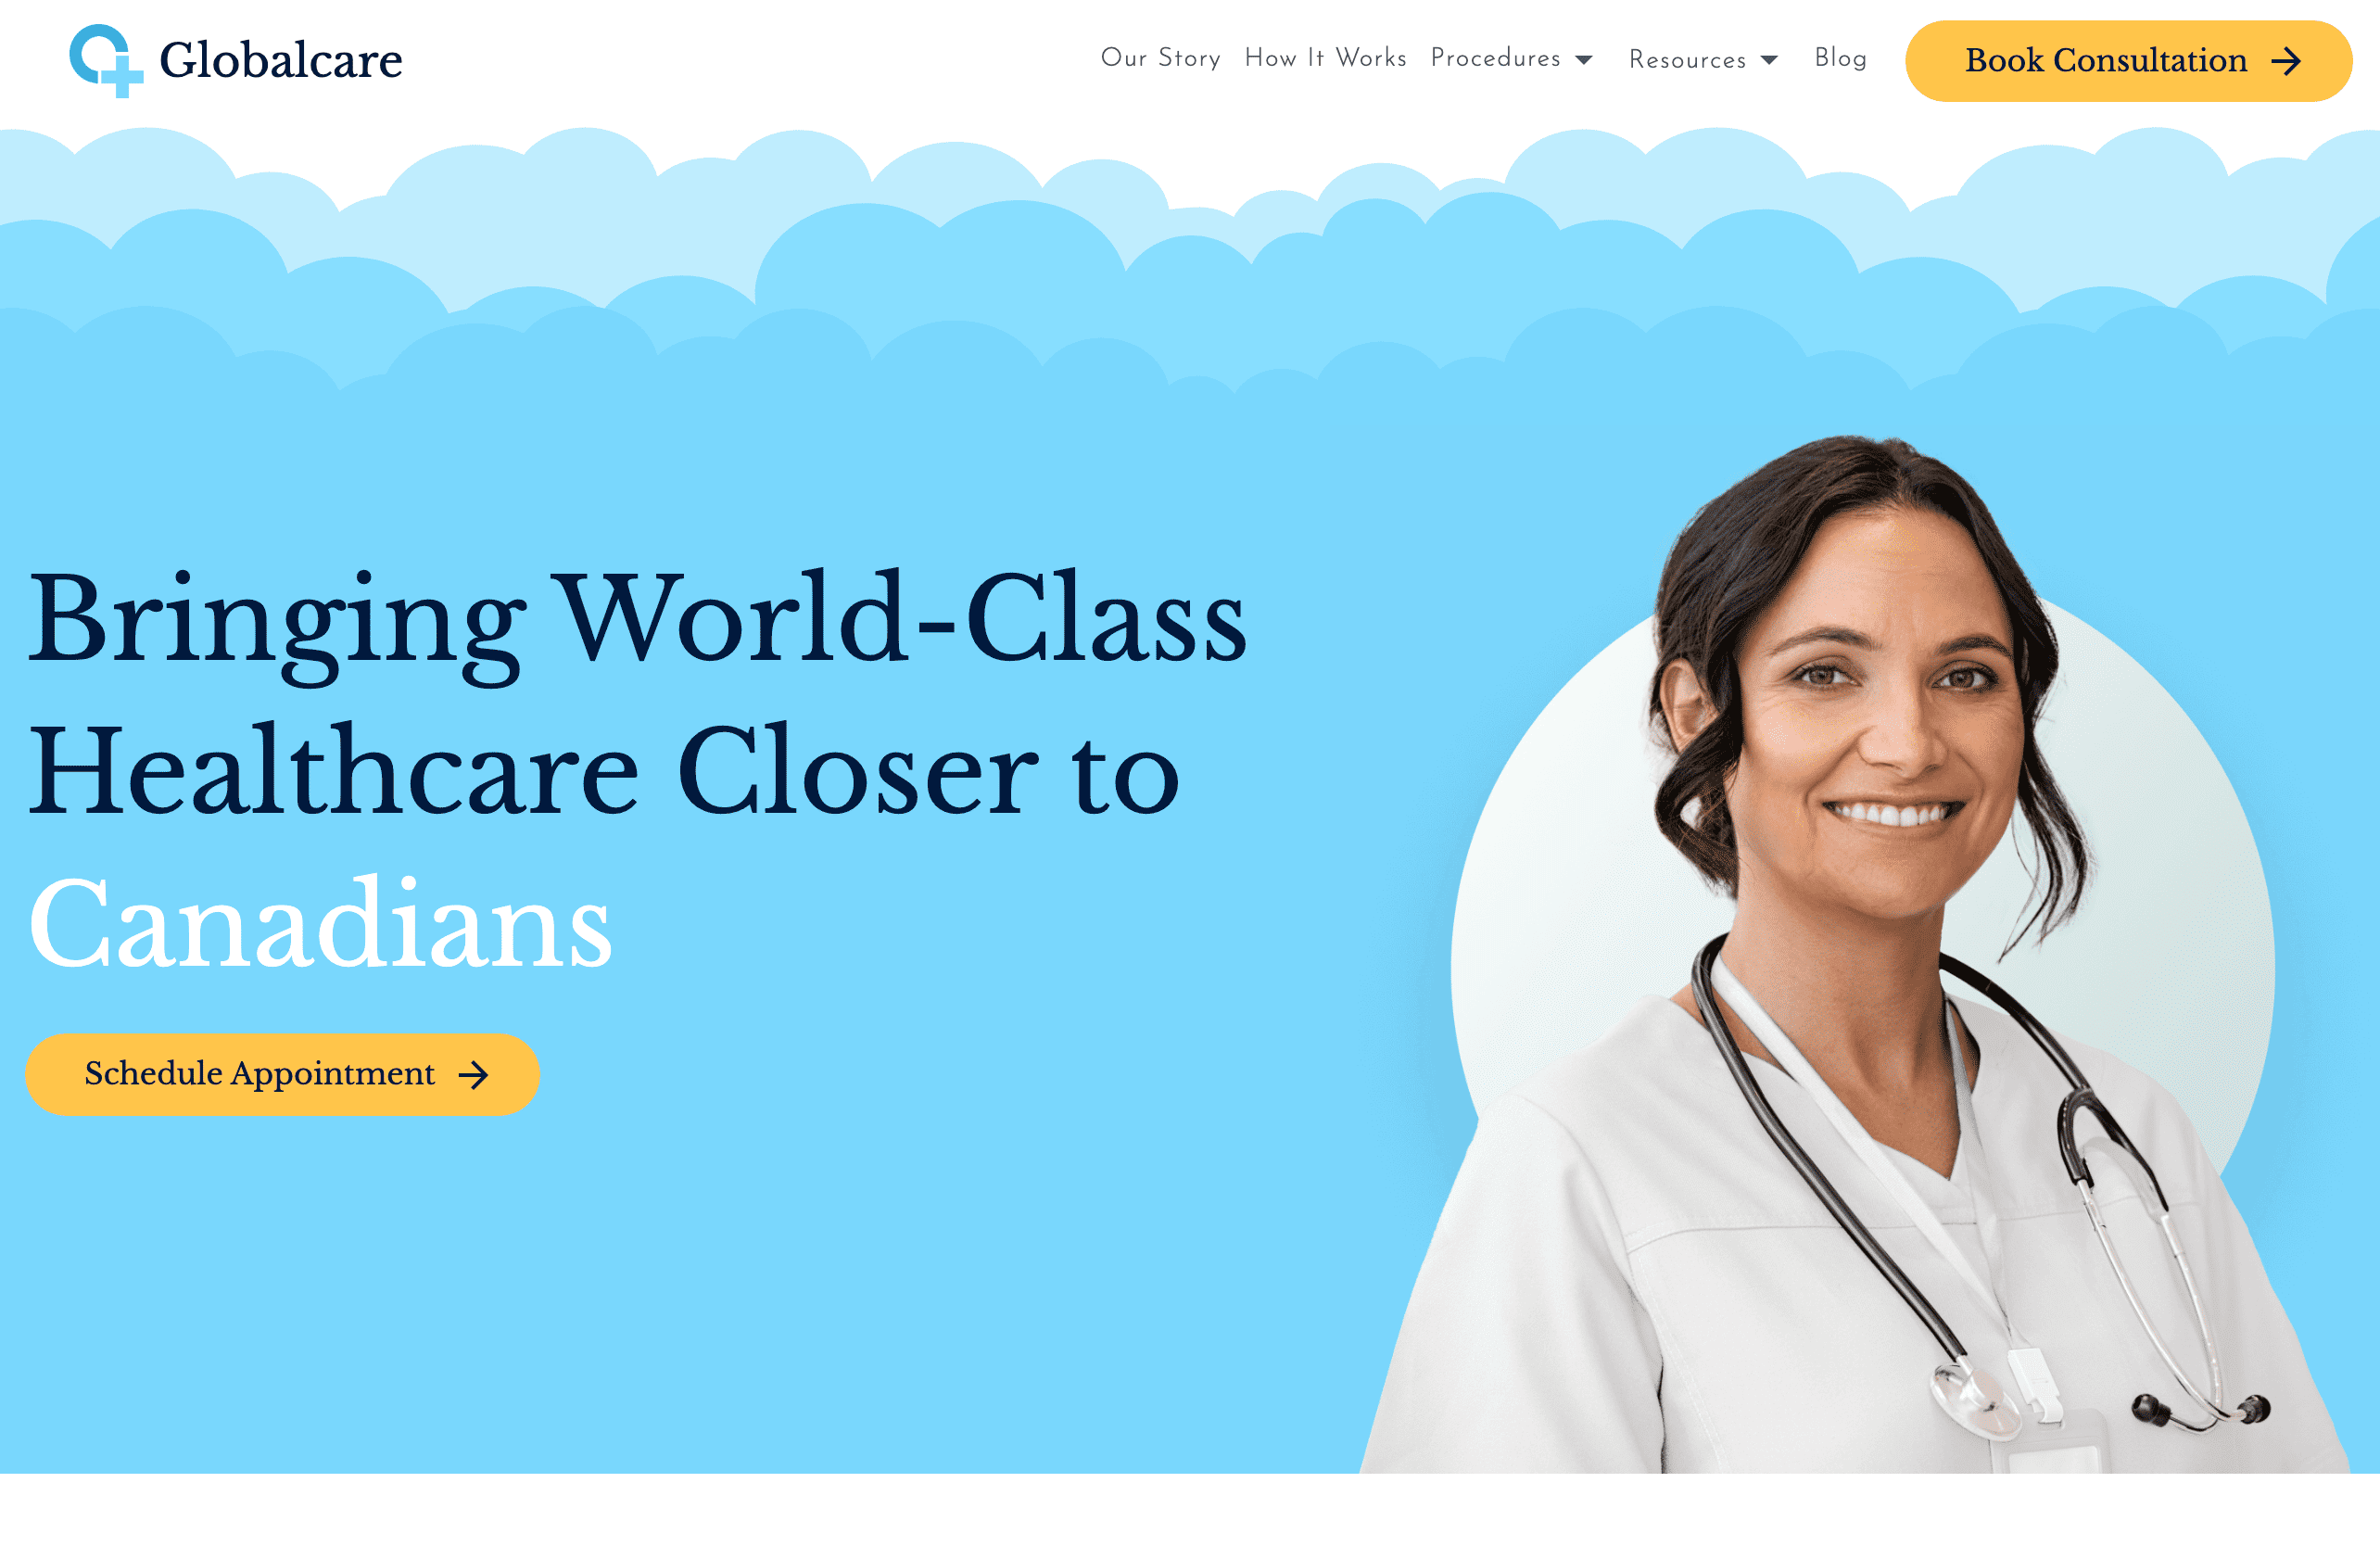 Globalcare
Our Story How It Works Procedures Resources Blog Book Consultation
Bringing World-Class
Healthcare Closer to
Canadians
Schedule Appointment